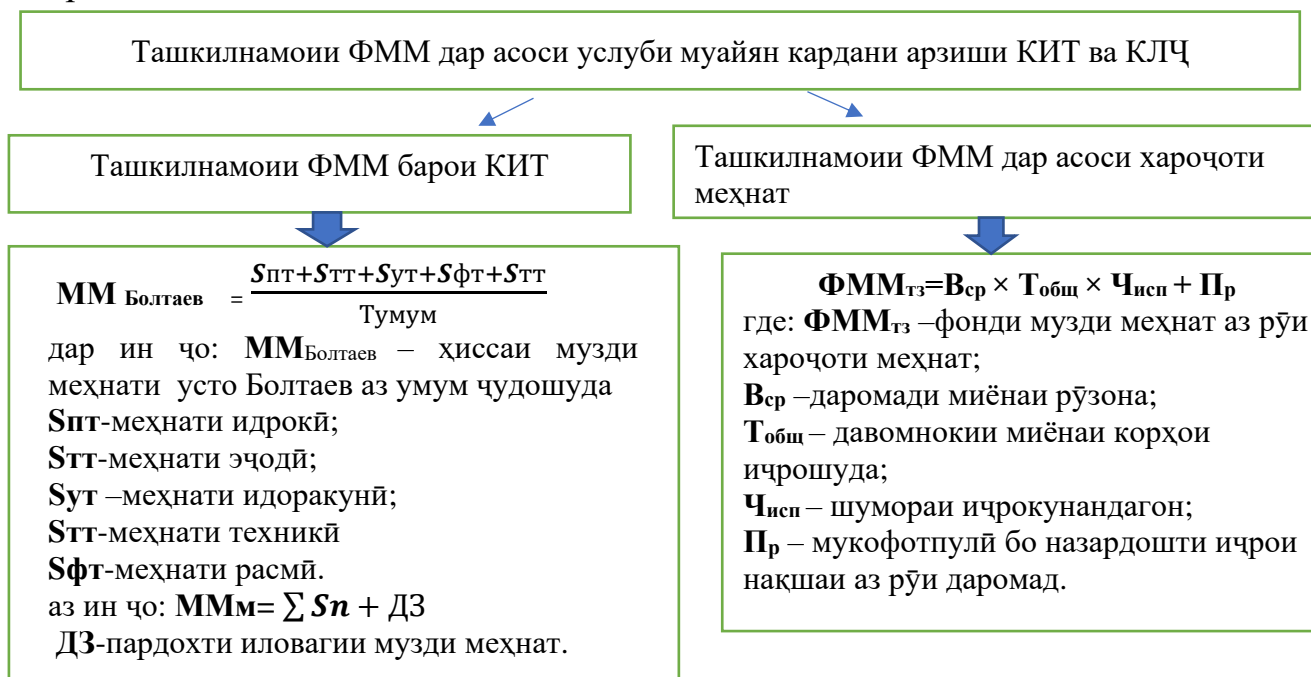 Ташкилнамоии ФММ дар асоси услуби муайян кардани арзиши КИТ ва КЛҶ
Ташкилнамоии ФММ барои КИТ
Ташкилнамоии ФММ дар асоси хароҷоти
меҳнат
ММ Болтаев = Sпт+Sтт+Sут+Sфт+Sтт
Tумум
дар ин ҷо: ММБолтаев – ҳиссаи музди
меҳнати усто Болтаев аз умум ҷудошуда
Sпт-меҳнати идрокӣ;
Sтт-меҳнати эҷодӣ;
Sут –меҳнати идоракунӣ;
Sтт-меҳнати техникӣ
Sфт-меҳнати расмӣ.
аз ин ҷо: ММм= ∑ Sn + ДЗ
ДЗ-пардохти иловагии музди меҳнат.
ФММтз=Вср × Тобщ × Чисп + Пр
где: ФММтз –фонди музди меҳнат аз рӯи
хароҷоти меҳнат;
Вср –даромади миёнаи рӯзона;
Тобщ – давомнокии миёнаи корҳои
иҷрошуда;
Чисп – шумораи иҷрокунандагон;
Пр – мукофотпулӣ бо назардошти иҷрои
нақшаи аз рӯи даромад.